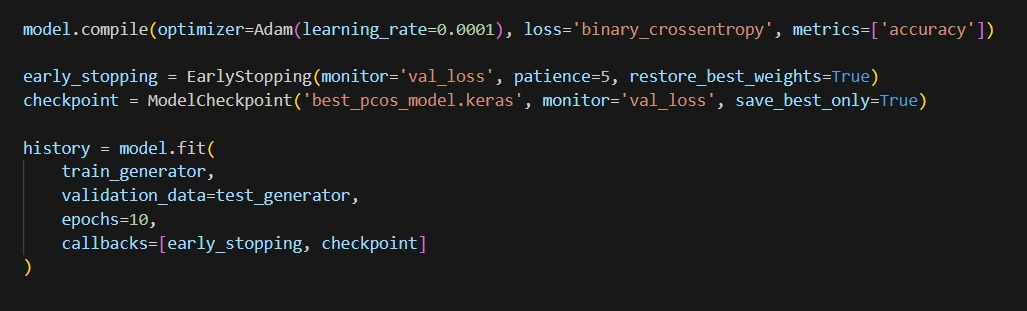 model.compile(optimizer=Adam(learning_rate=0.0001), loss='binary_crossentropy', metrics=['accuracy'])
early_stopping = EarlyStopping(monitor='val_loss', patience=5, restore_best_weights=True)
checkpoint = ModelCheckpoint('best_pcos_model.keras', monitor='val_loss', save_best_only=True)
history = model.fit(
    train_generator,
    validation_data=test_generator,
    epochs=10,
    callbacks=[early_stopping, checkpoint]
)